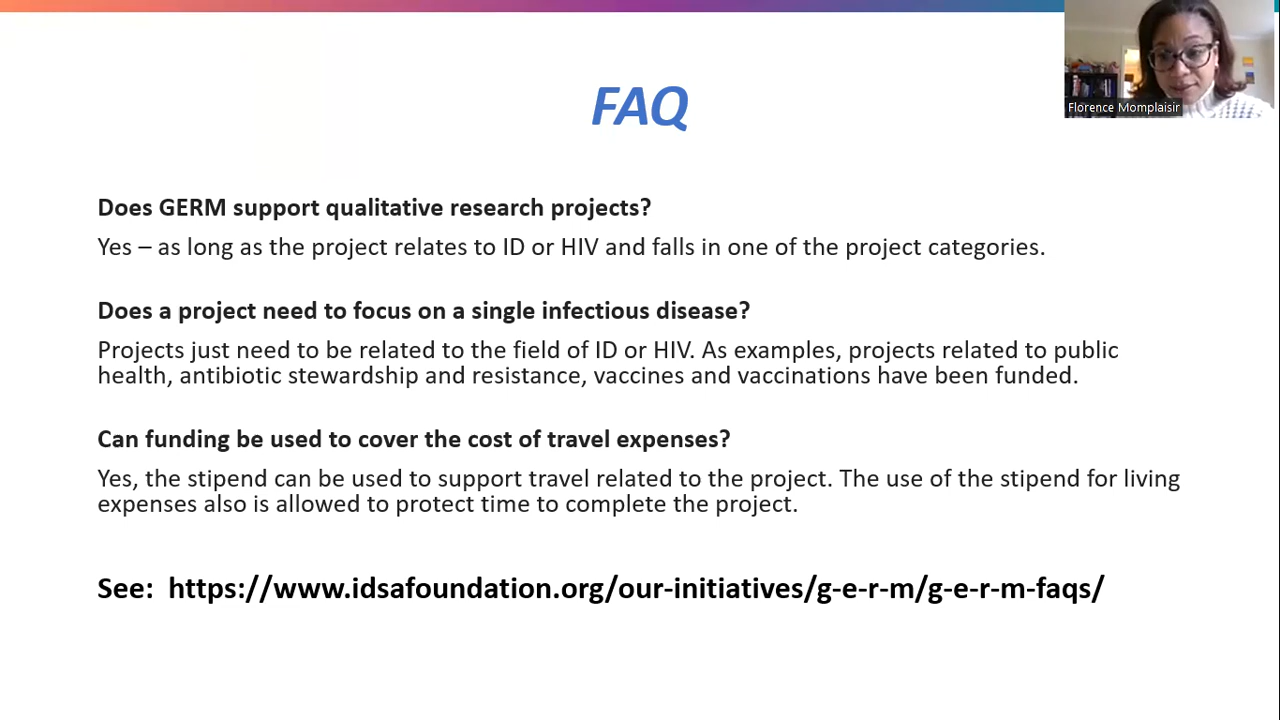 FAQ
Florence Momplaisir
Does GERM support qualitative research projects?
Yes – as long as the project relates to ID or HIV and falls in one of the project categories.
Does a project need to focus on a single infectious disease?
Projects just need to be related to the field of ID or HIV. As examples, projects related to public
health, antibiotic stewardship and resistance, vaccines and vaccinations have been funded.
Can funding be used to cover the cost of travel expenses?
Yes, the stipend can be used to support travel related to the project. The use of the stipend for living
expenses also is allowed to protect time to complete the project.
See:  https://www.idsafoundation.org/our-initiatives/g-e-r-m/g-e-r-m-faqs/